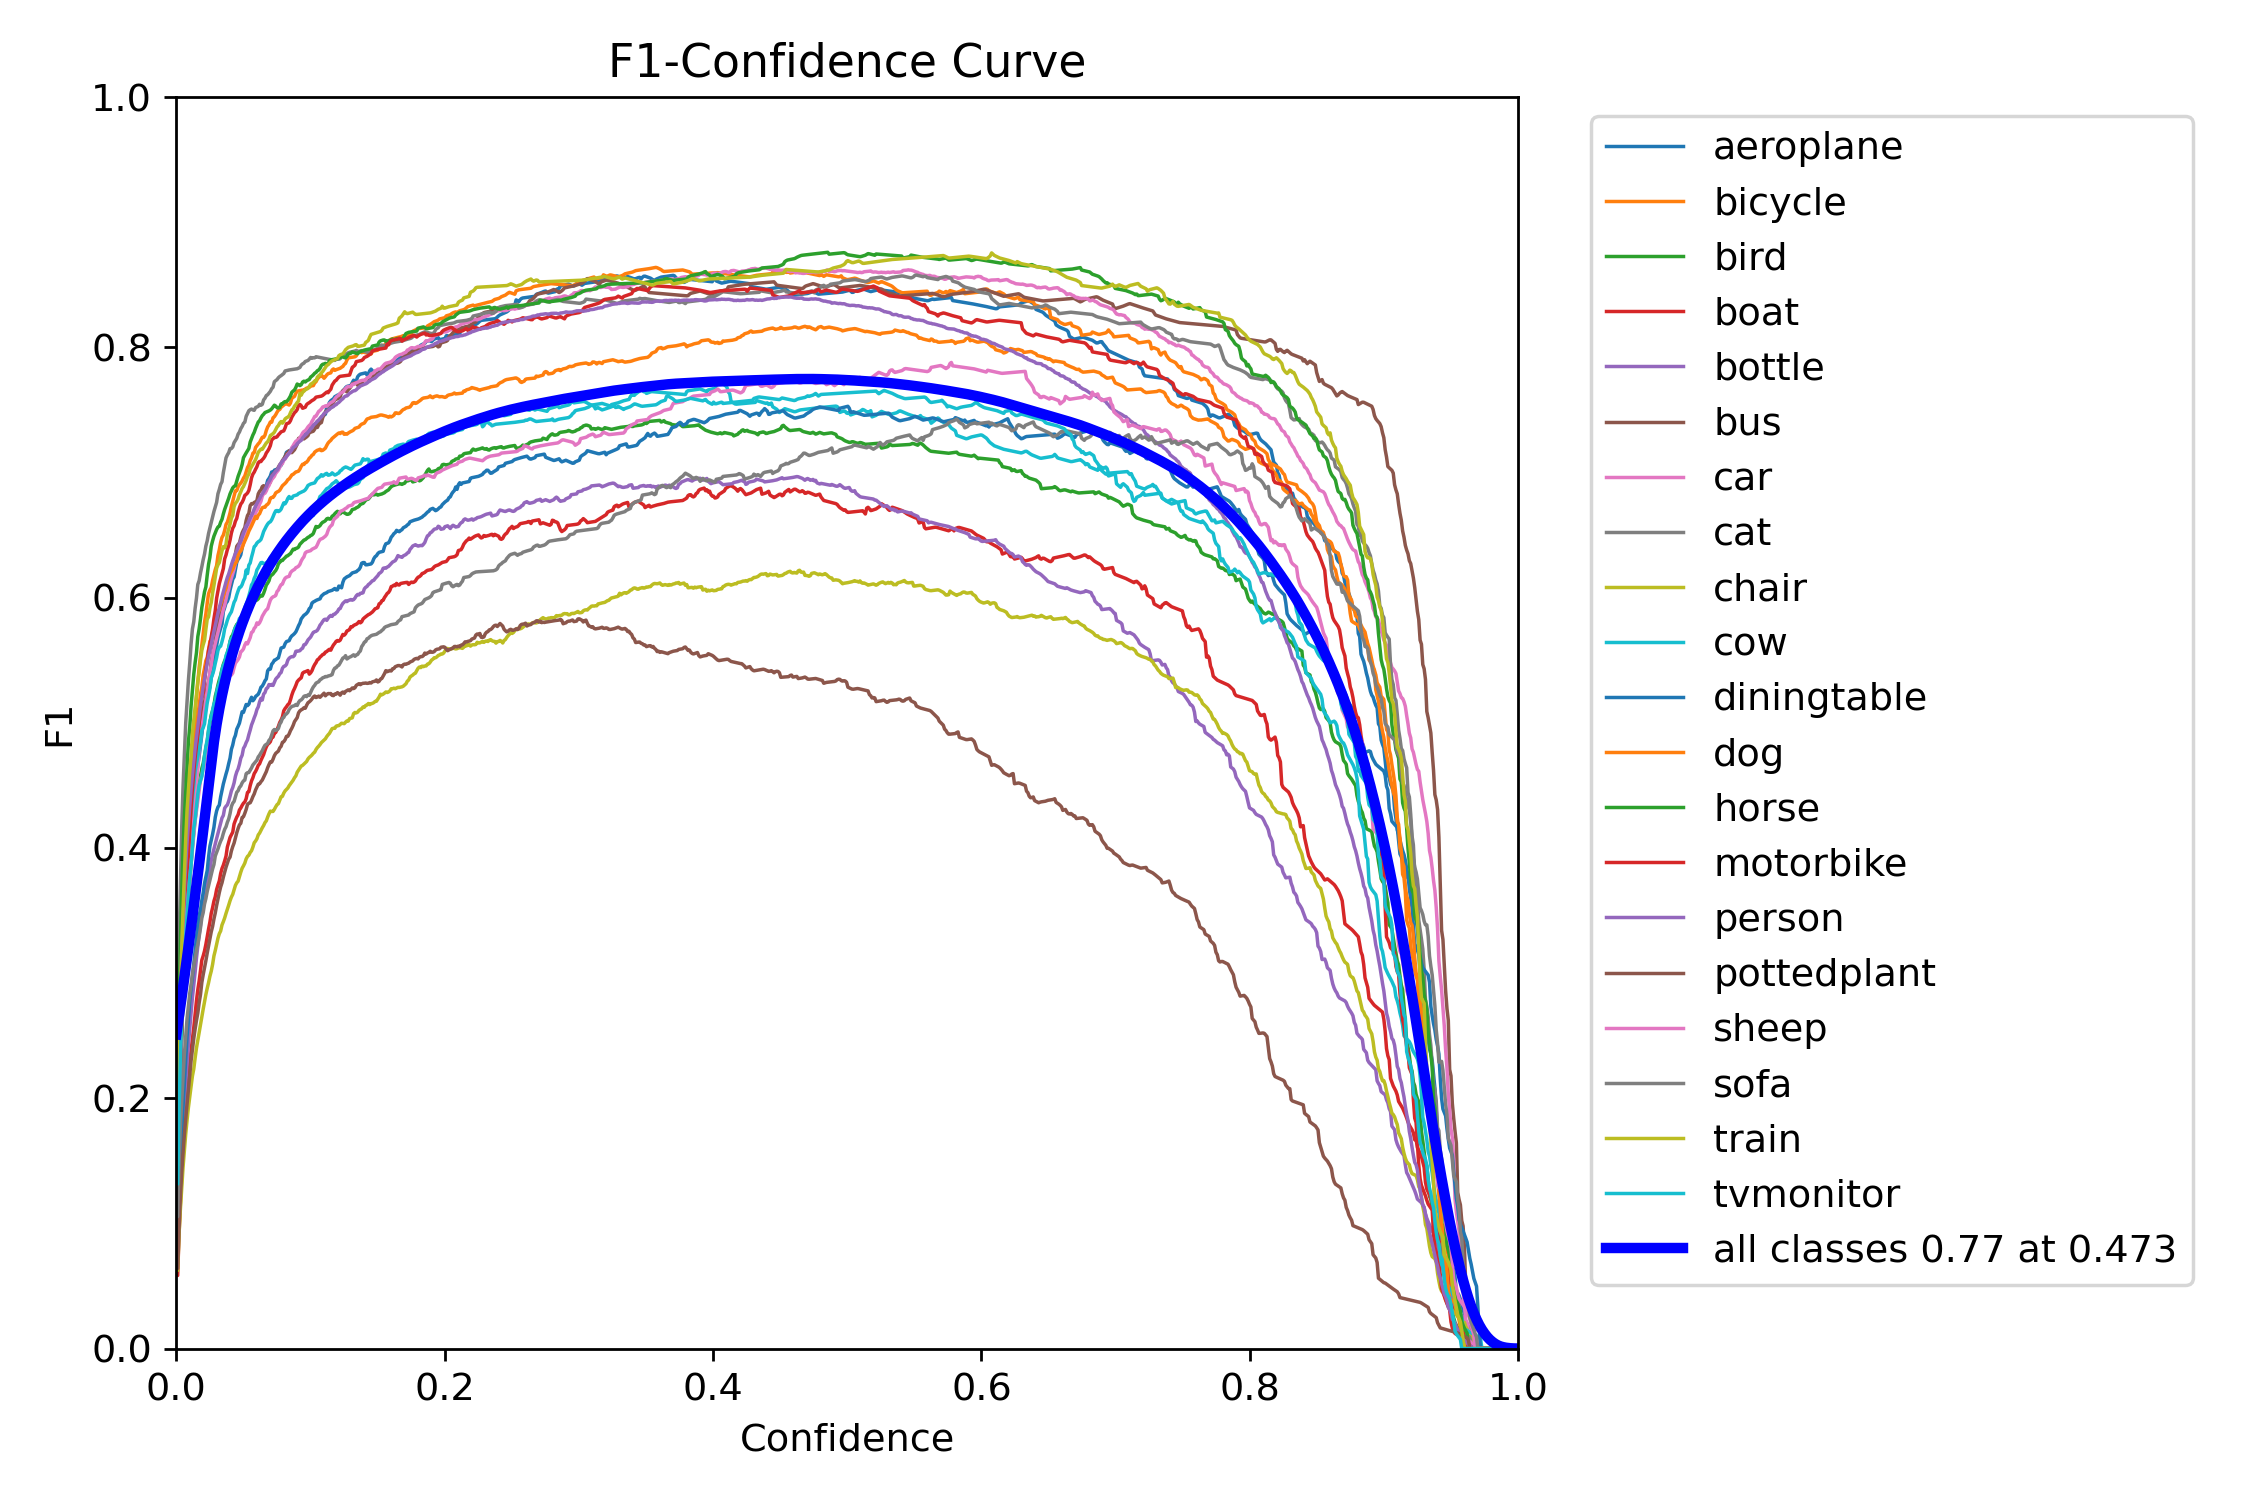 F1-Confidence Curve
1.0
0.8
0.6
0.4
0.2
0.0
F1
0.0 0.2 0.4 0.6 0.8 1.0
Confidence
aeroplane
bicycle
bird
boat
bottle
bus
car
cat
chair
cow
diningtable
dog
horse
motorbike
person
pottedplant
sheep
sofa
train
tvmonitor
all classes 0.77 at 0.473